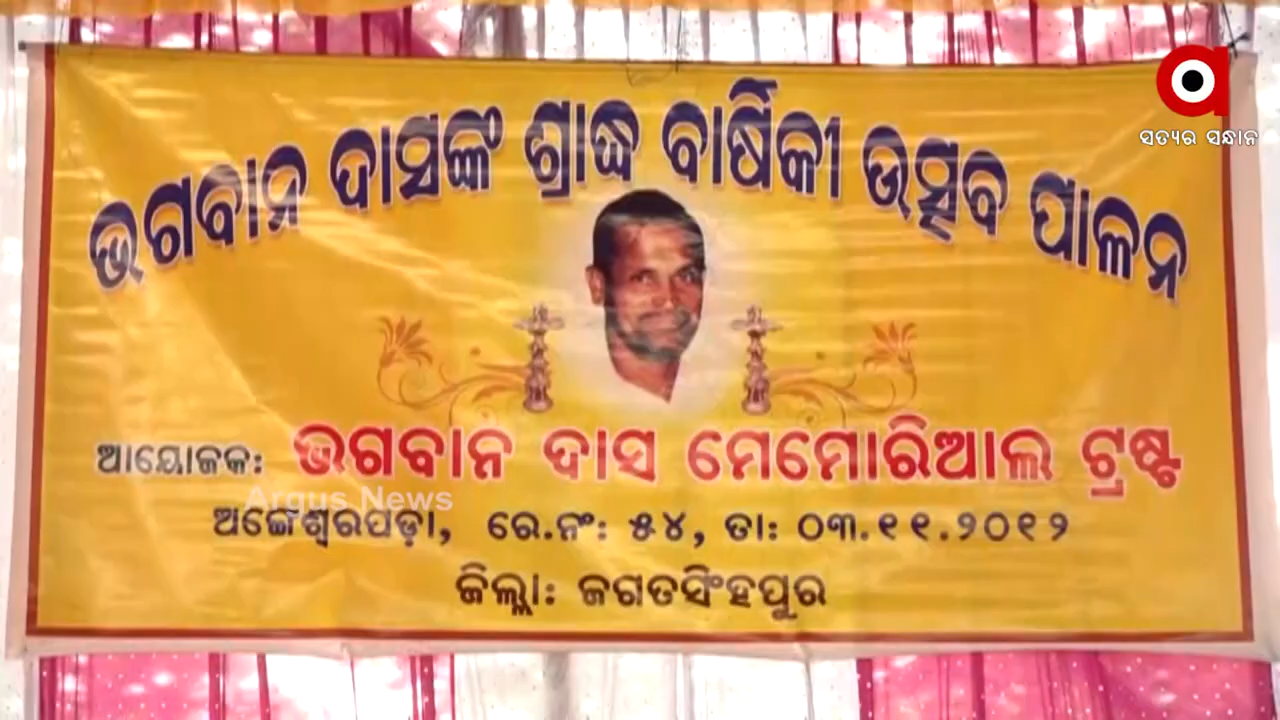 ସତ୍ୟର ସନ୍ଧାନ
ଭଗବାନ ଦାସଙ୍କ ଶ୍ରାଦ୍ଧ ବାର୍ଷିକୀ ଉତ୍ସବ ପାଳନ
ଆୟୋଜକ: ଭଗବାନ ଦାସ ମେମୋରିଆଲ ଟ୍ରଷ୍ଟ
Argus News
ଅଙ୍ଗେଶ୍ୱରପଡ଼ା, ରେ.ନଂ: ୫୪, ତା: ୦୩.୧୧.୨୦୧୨
ଜିଲ୍ଲା: ଜଗତସିଂହପୁର